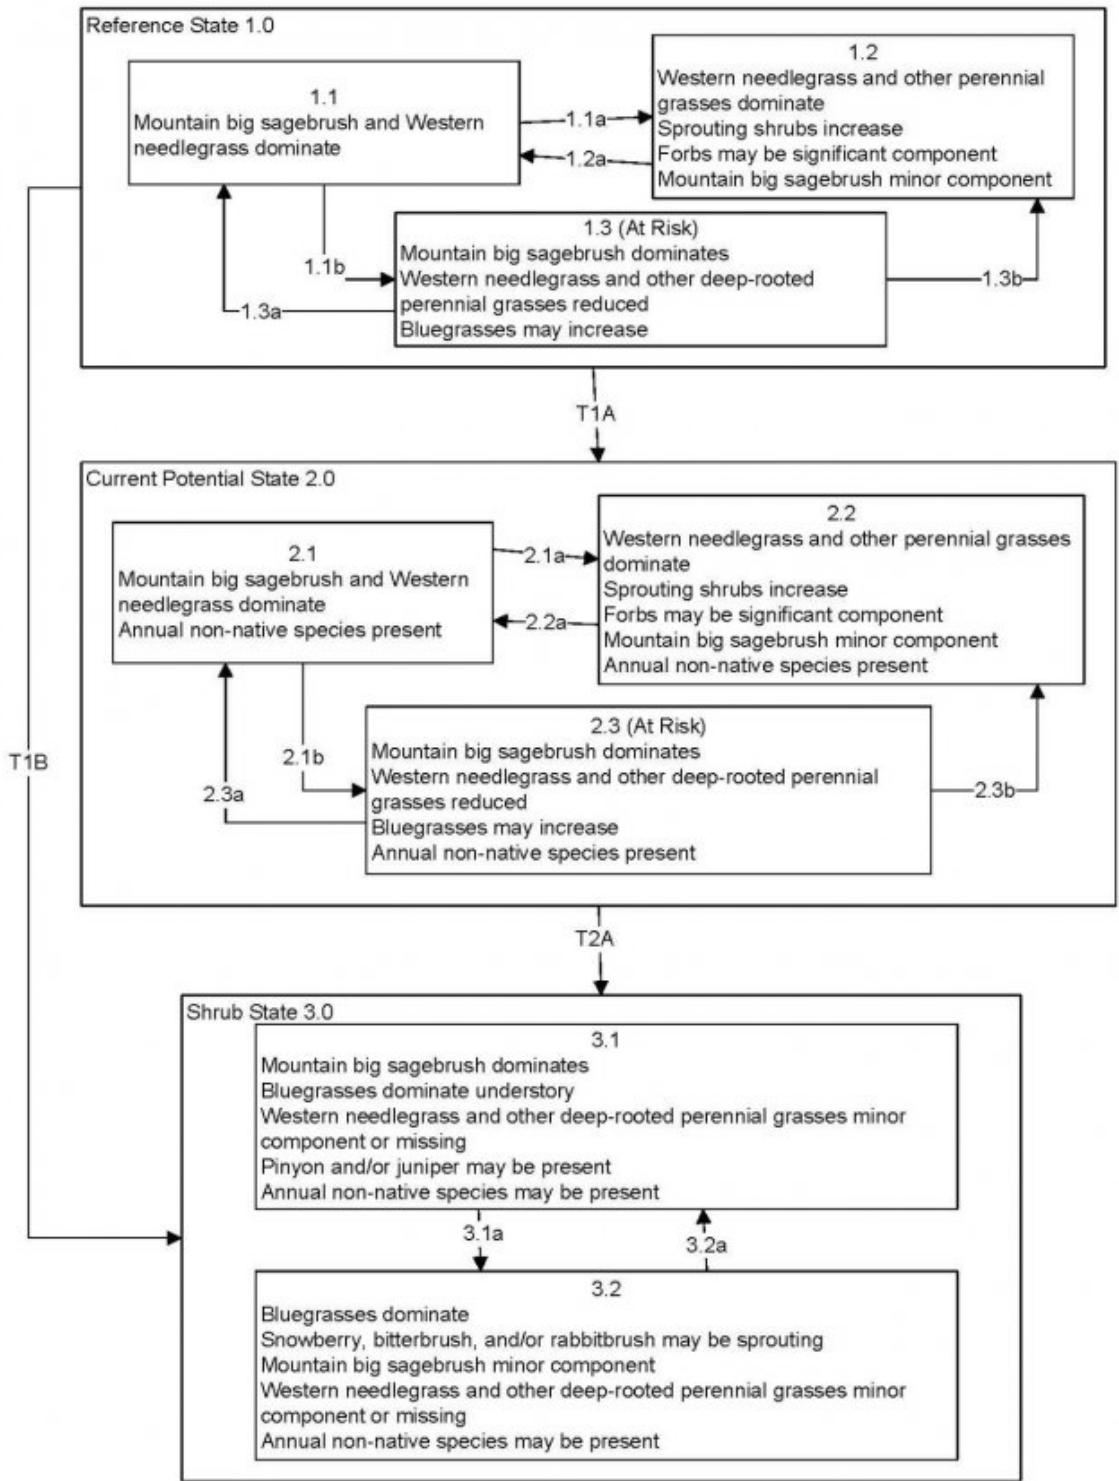 Reference State 1.0
1.1
Mountain big sagebrush and Western
needlegrass dominate
1.1a
1.2a
1.2
Western needlegrass and other perennial
grasses dominate
Sprouting shrubs increase
Forbs may be significant component
Mountain big sagebrush minor component
1.1b
1.3a
1.3 (At Risk)
Mountain big sagebrush dominates
Western needlegrass and other deep-rooted
perennial grasses reduced
Bluegrasses may increase
1.3b
T1A
Current Potential State 2.0
2.1
Mountain big sagebrush and Western
needlegrass dominate
Annual non-native species present
2.1a
2.2a
2.2
Western needlegrass and other perennial grasses
dominate
Sprouting shrubs increase
Forbs may be significant component
Mountain big sagebrush minor component
Annual non-native species present
T1B
2.1b
2.3a
2.3 (At Risk)
Mountain big sagebrush dominates
Western needlegrass and other deep-rooted perennial
grasses reduced
Bluegrasses may increase
Annual non-native species present
2.3b
T2A
Shrub State 3.0
3.1
Mountain big sagebrush dominates
Bluegrasses dominate understory
Western needlegrass and other deep-rooted perennial grasses minor
component or missing
Pinyon and/or juniper may be present
Annual non-native species may be present
3.1a
3.2a
3.2
Bluegrasses dominate
Snowberry, bitterbrush, and/or rabbitbrush may be sprouting
Mountain big sagebrush minor component
Western needlegrass and other deep-rooted perennial grasses minor
component or missing
Annual non-native species may be present